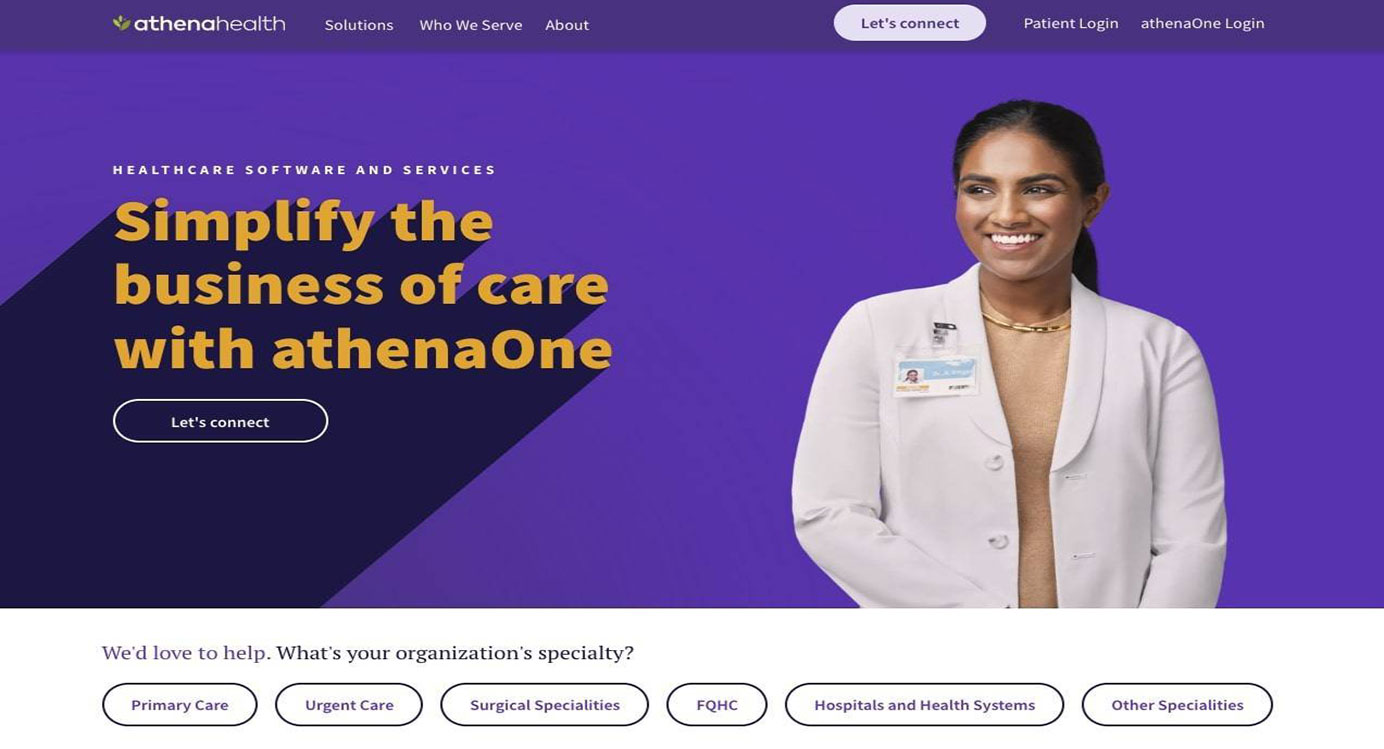 athenahealth
Solutions Who We Serve About
Let's connect
Patient Login athenaOne Login
HEALTHCARE SOFTWARE AND SERVICES
Simplify the
business of care
with athenaOne
Let's connect
We'd love to help. What's your organization's specialty?
Primary Care Urgent Care Surgical Specialities FQHC Hospitals and Health Systems Other Specialities